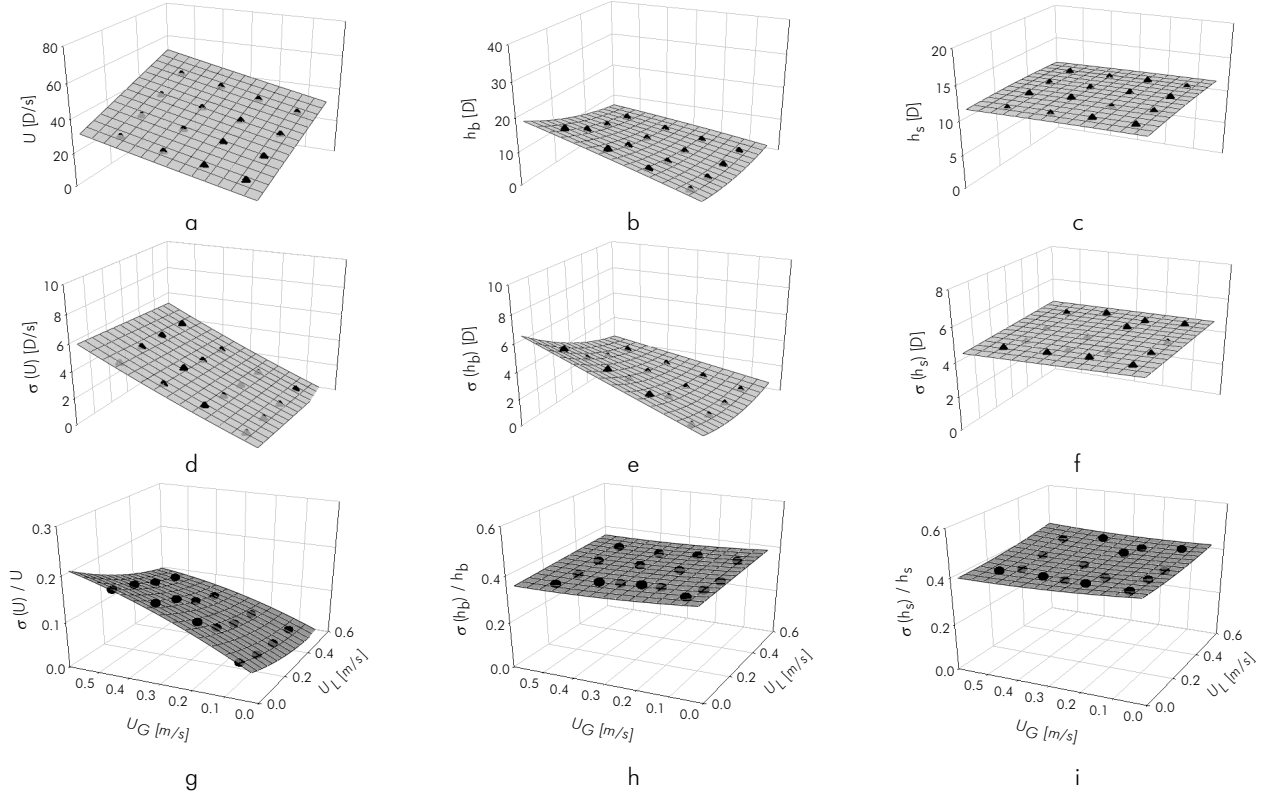 80
60
40
20
0
U [D/s]
a
40
30
20
10
0
h_b [D]
b
20
15
10
5
0
h_s [D]
c
10
8
6
4
2
0
σ (U) [D/s]
d
10
8
6
4
2
0
σ (h_b) [D]
e
8
6
4
2
0
σ (h_s) [D]
f
0.3
0.2
0.1
0.0
σ (U) / U
0.5 0.4 0.3 0.2 0.1 0.0
U_G [m/s]
0.0 0.2 0.4 0.6
U_L [m/s]
g
0.6
0.4
0.2
0.0
σ (h_b) / h_b
0.5 0.4 0.3 0.2 0.1 0.0
U_G [m/s]
0.0 0.2 0.4 0.6
U_L [m/s]
h
0.6
0.4
0.2
0.0
σ (h_s) / h_s
0.5 0.4 0.3 0.2 0.1 0.0
U_G [m/s]
0.0 0.2 0.4 0.6
U_L [m/s]
i